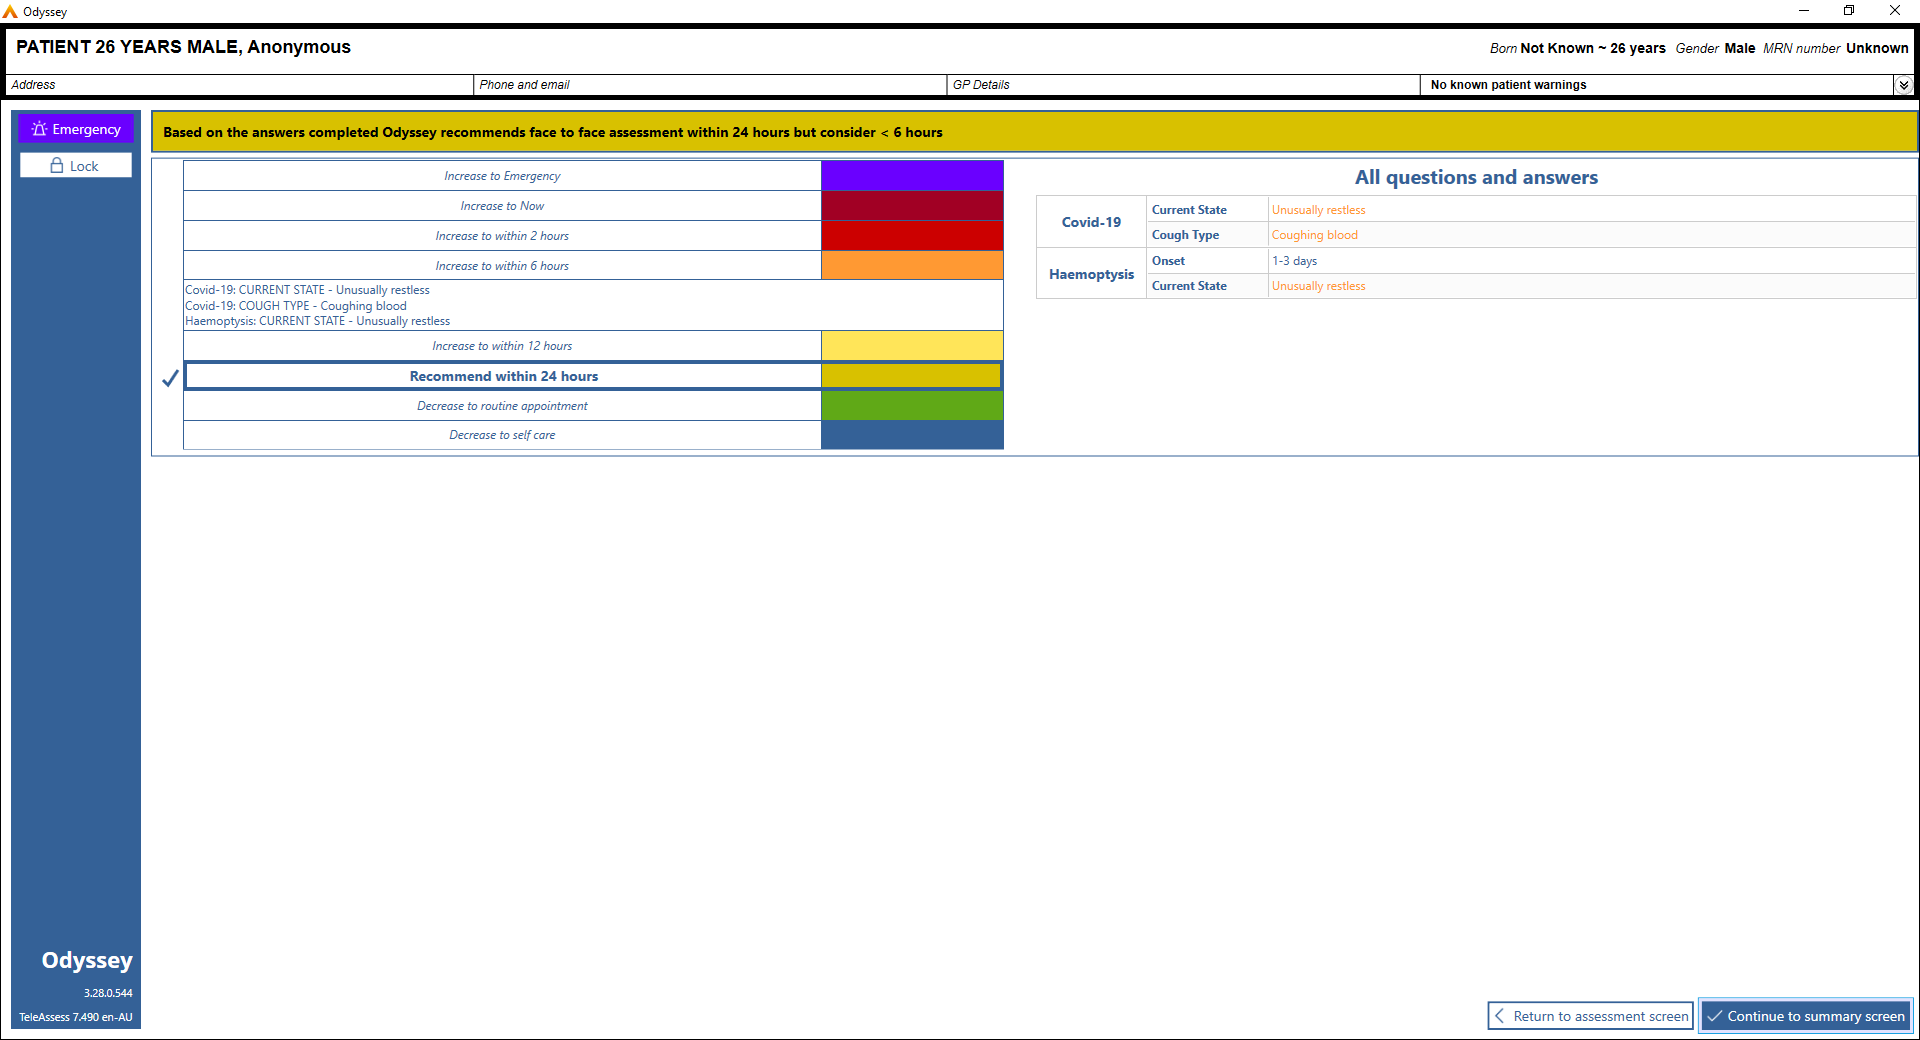 Odyssey
PATIENT 26 YEARS MALE, Anonymous
Born Not Known ~ 26 years Gender Male MRN number Unknown
Address
Phone and email
GP Details
No known patient warnings
Emergency
Lock
Based on the answers completed Odyssey recommends face to face assessment within 24 hours but consider < 6 hours
Increase to Emergency
Increase to Now
Increase to within 2 hours
Increase to within 6 hours
Covid-19: CURRENT STATE - Unusually restless
Covid-19: COUGH TYPE - Coughing blood
Haemoptysis: CURRENT STATE - Unusually restless
Increase to within 12 hours
Recommend within 24 hours
Decrease to routine appointment
Decrease to self care
All questions and answers
Covid-19
Current State Unusually restless
Cough Type Coughing blood
Haemoptysis
Onset 1-3 days
Current State Unusually restless
Odyssey
3.28.0.544
TeleAssess 7.490 en-AU
Return to assessment screen
Continue to summary screen